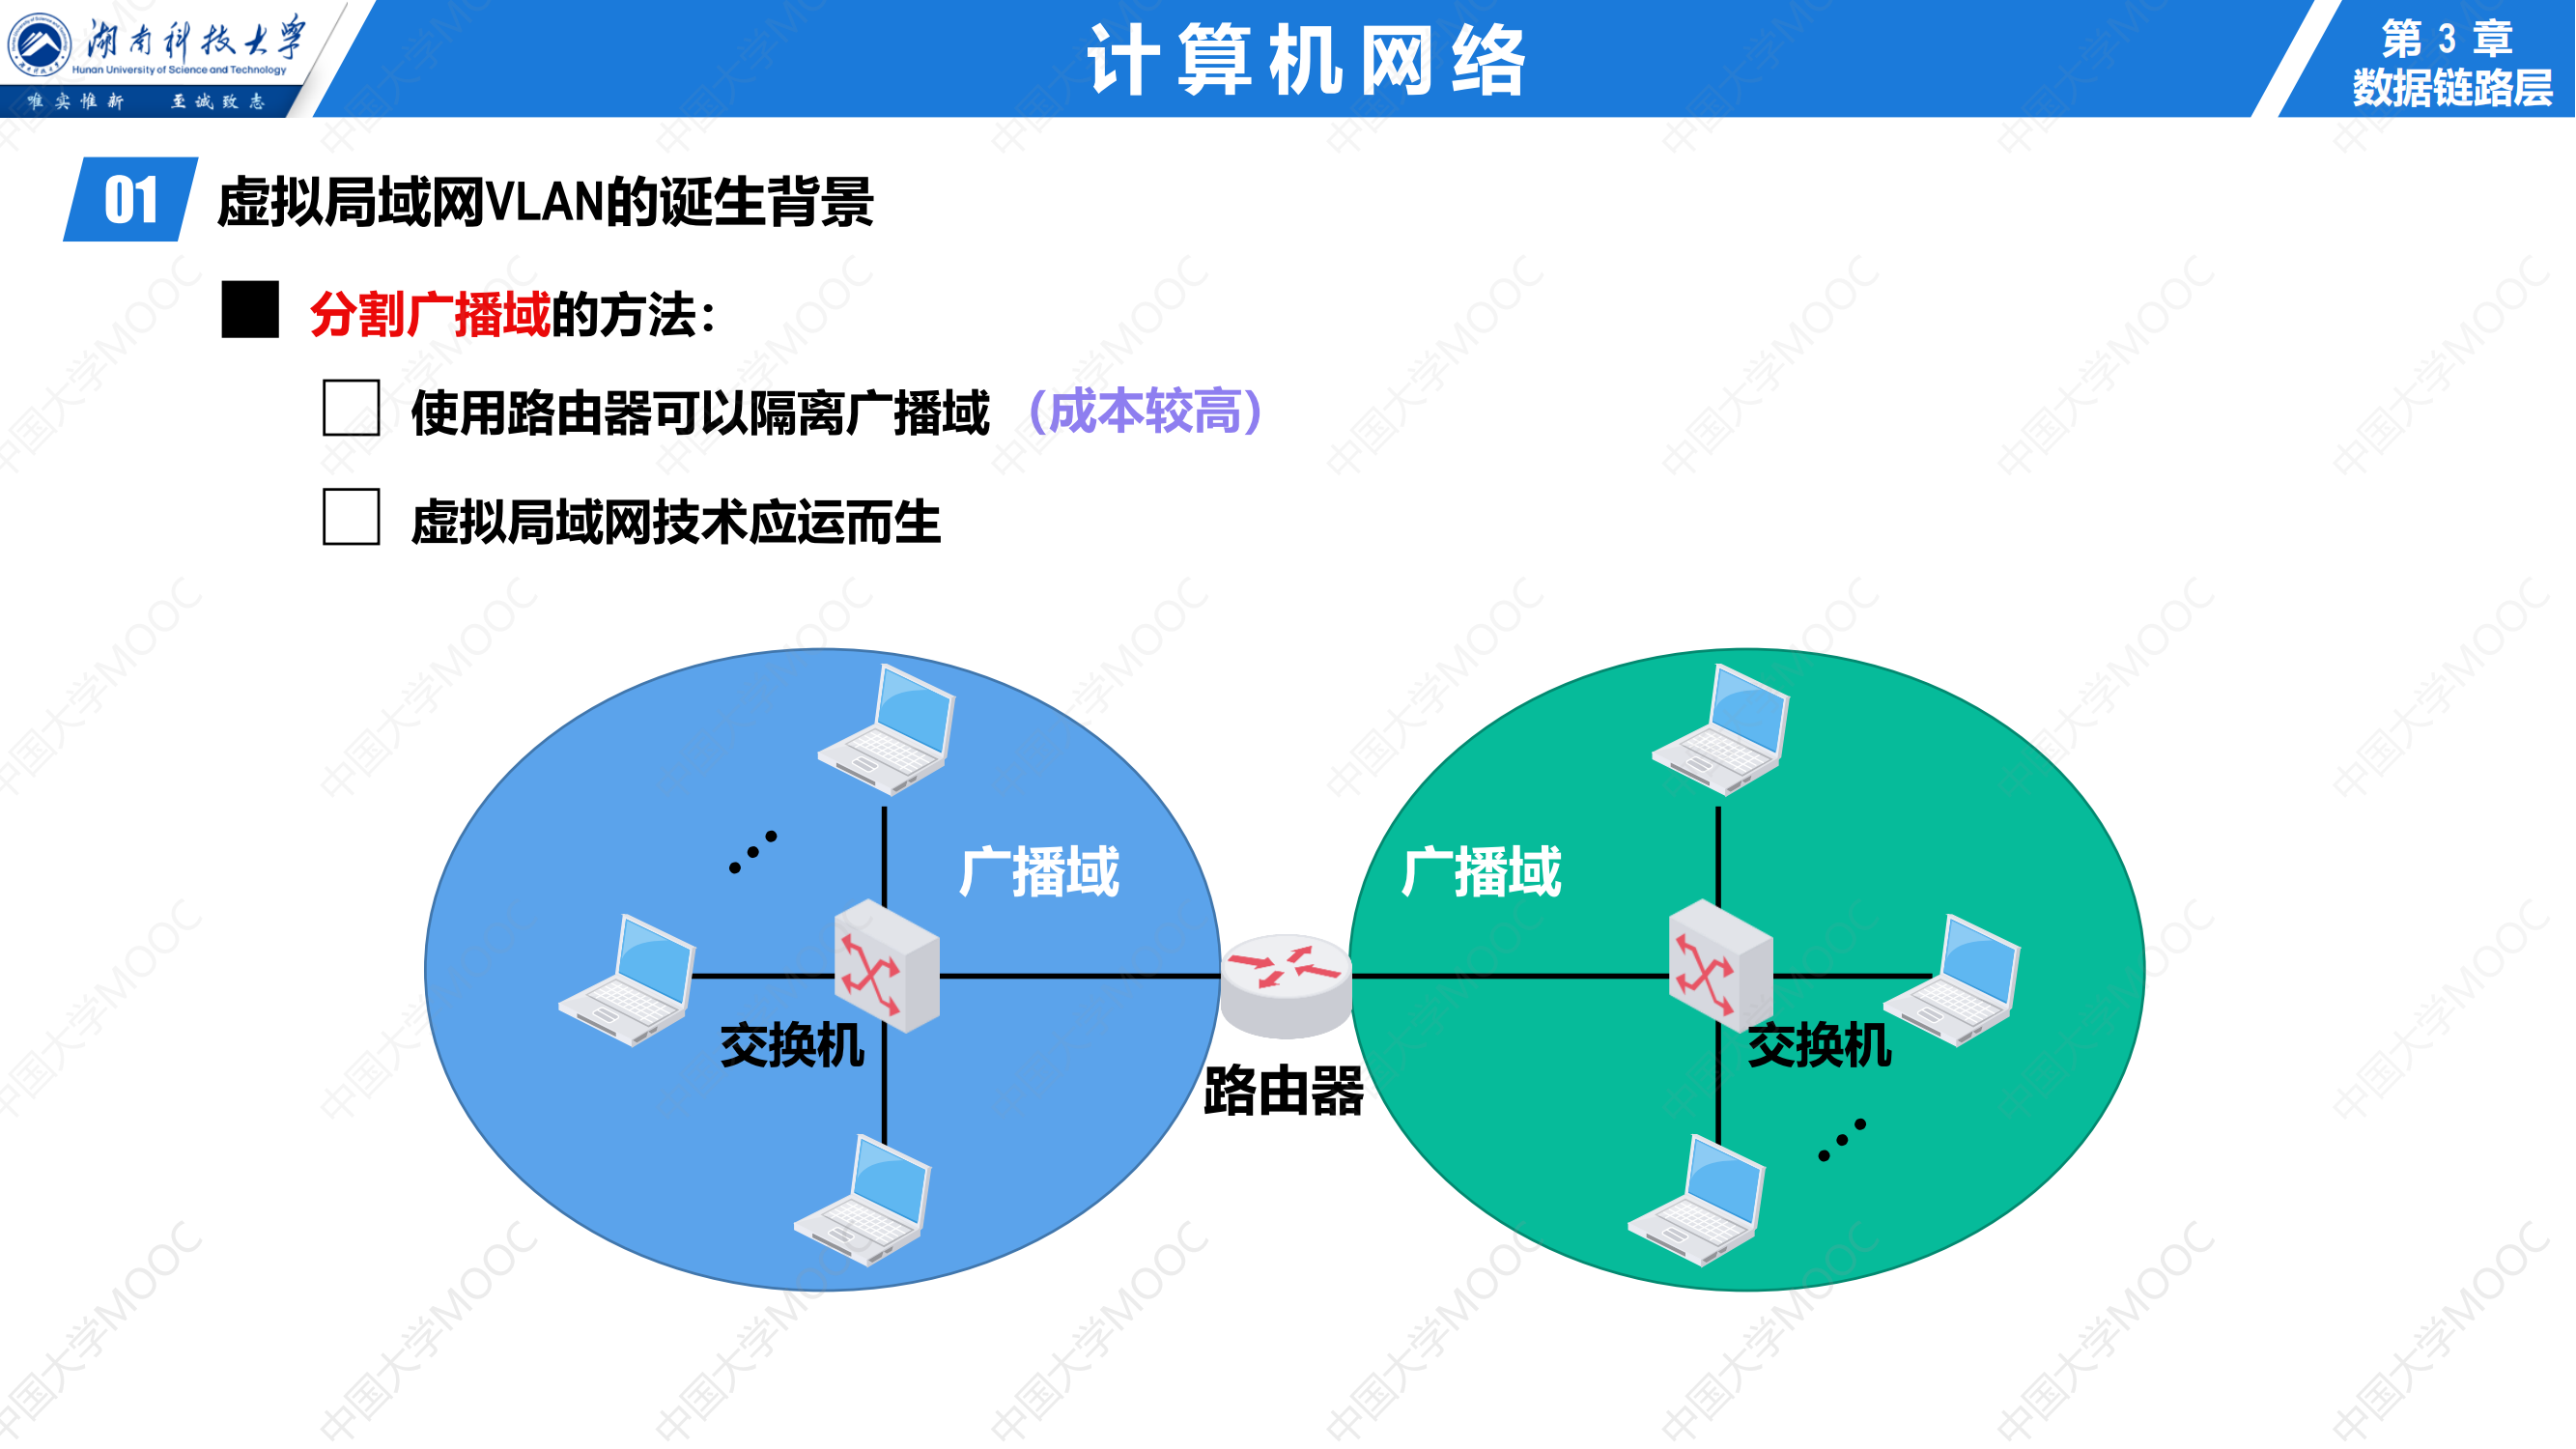 湖南科技大学
Hunan University of Science and Technology
唯实惟新 至诚致志
计算机网络
第 3 章
数据链路层
01 虚拟局域网VLAN的诞生背景
分割广播域的方法：
使用路由器可以隔离广播域（成本较高）
虚拟局域网技术应运而生
广播域
广播域
交换机
交换机
路由器
中国大学MOOC